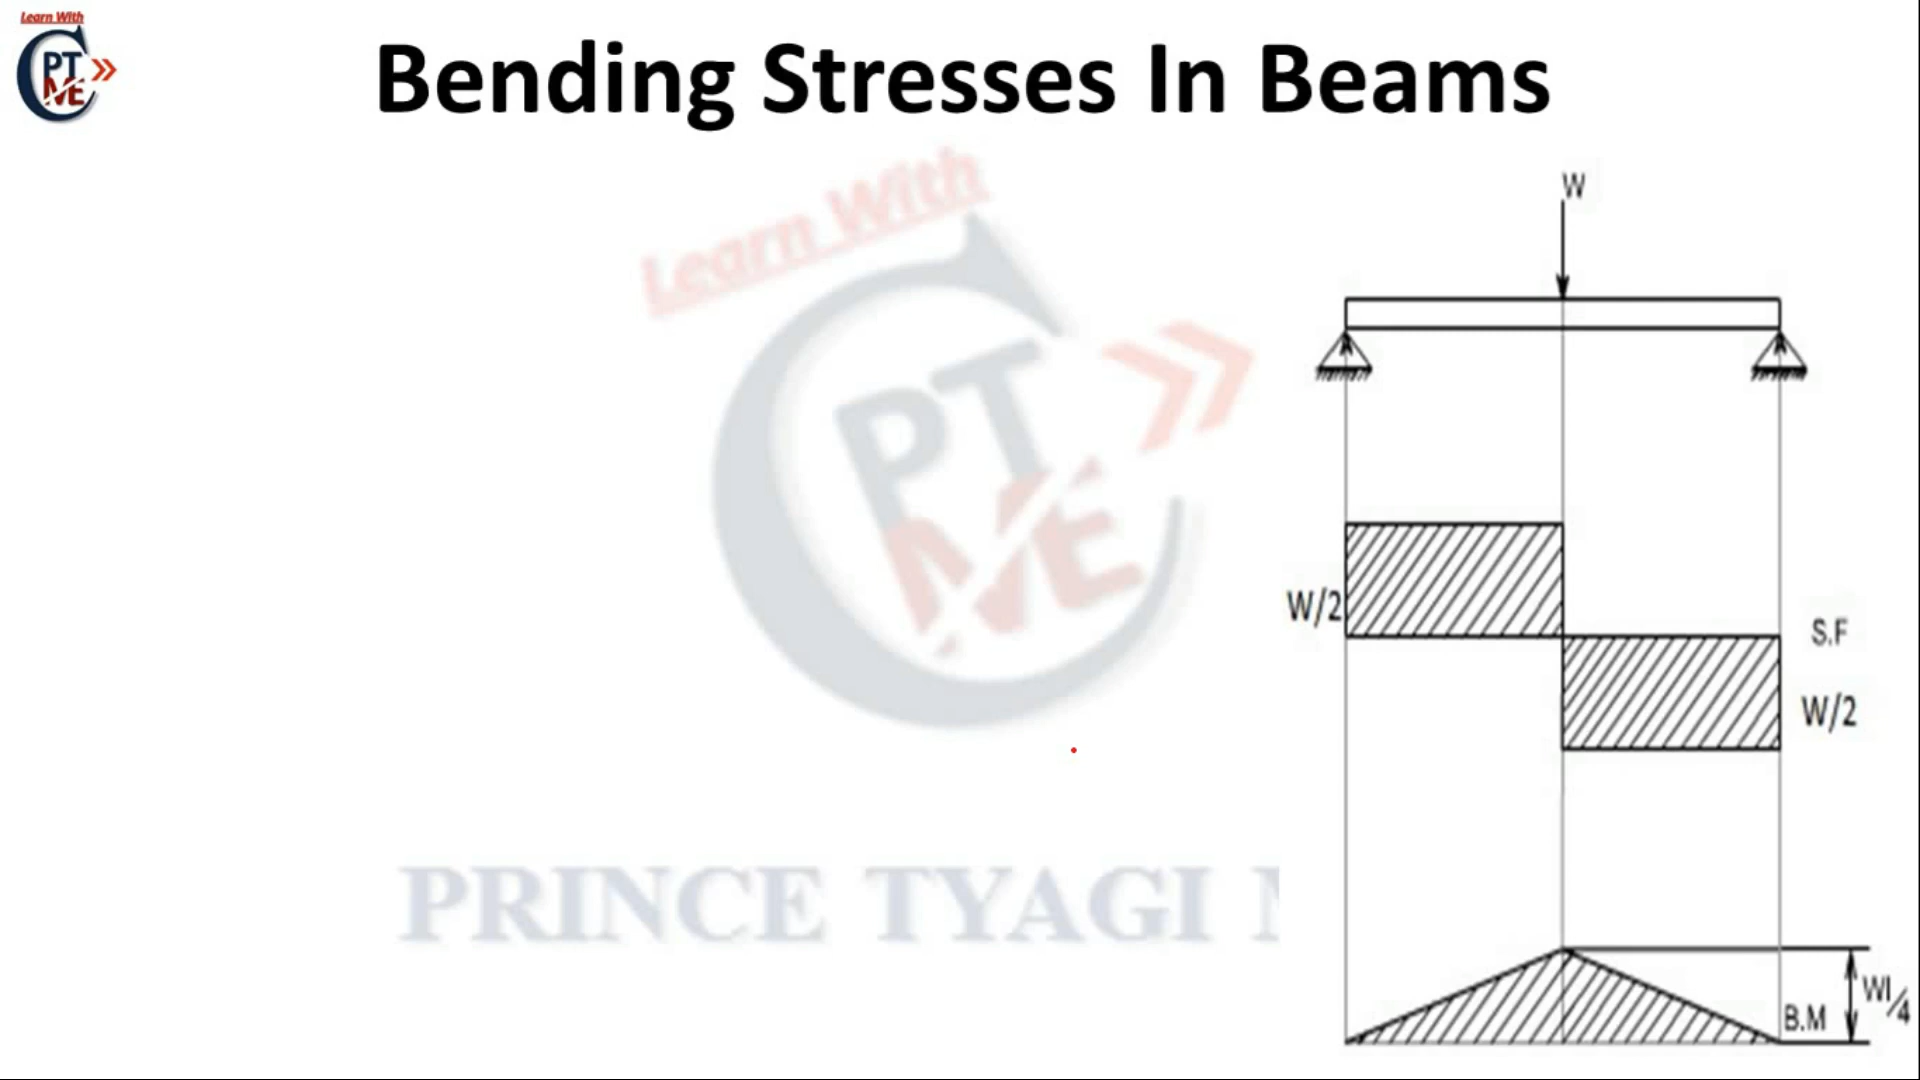 Learn With
PT
ME
Bending Stresses In Beams
Learn With
PT
ME
W
W/2
S.F
W/2
PRINCE TYAGI
B.M
Wl/4